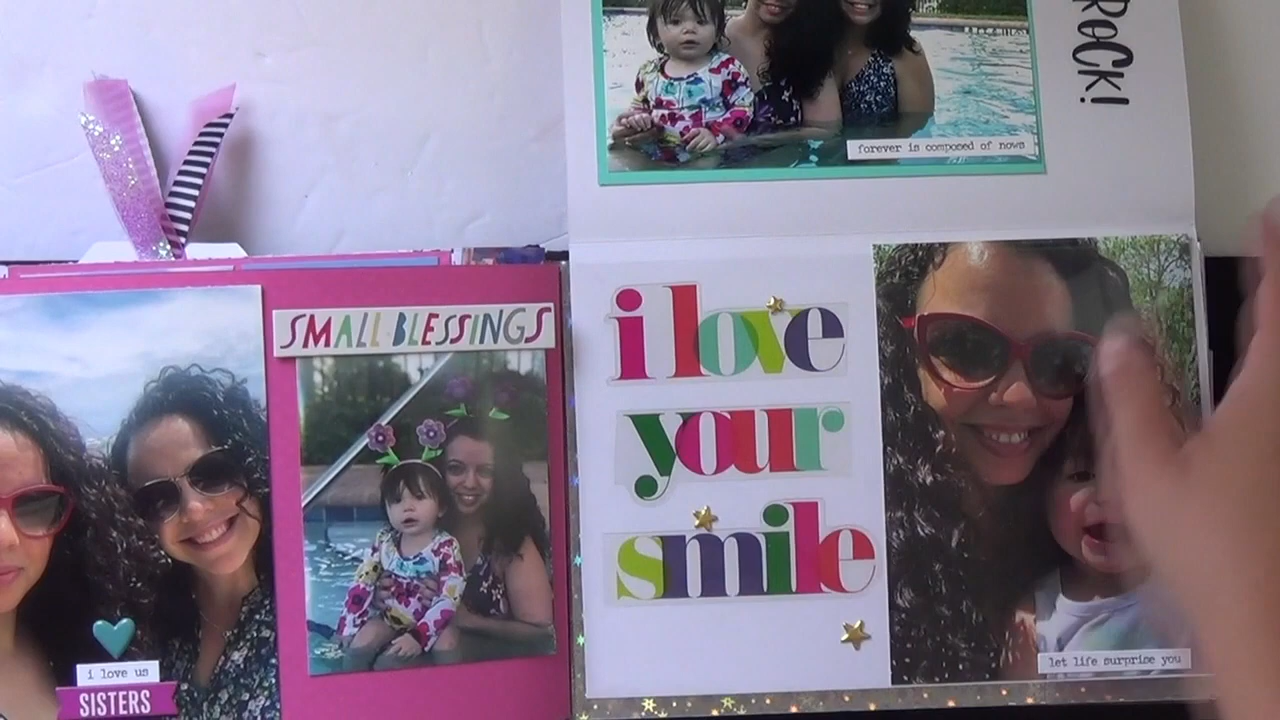 ROCK!
forever is composed of nows
SMALL BLESSINGS
i love us
SISTERS
i love
your
smile
let life surprise you